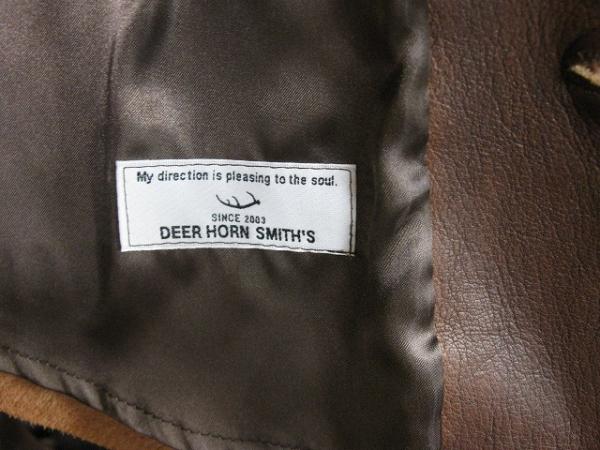 My direction is pleasing to the soul.
SINCE 2003
DEER HORN SMITH'S